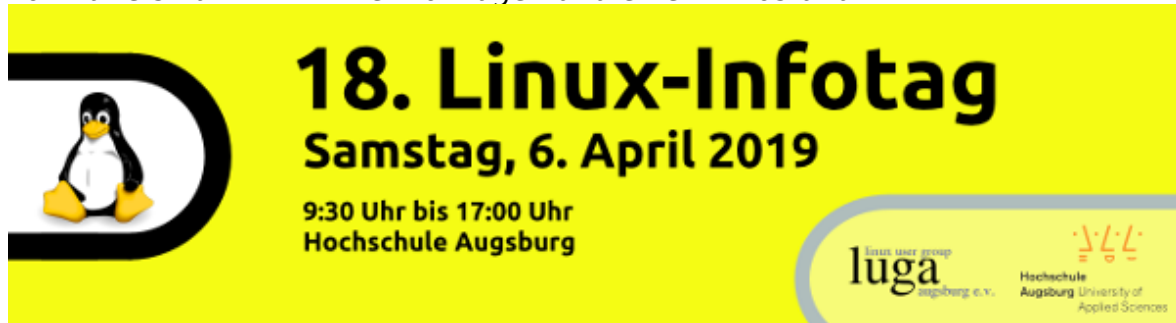 18. Linux-Infotag
Samstag, 6. April 2019
9:30 Uhr bis 17:00 Uhr
Hochschule Augsburg
linux user group
luga
augsburg e.v.
Hochschule
Augsburg University of
Applied Sciences